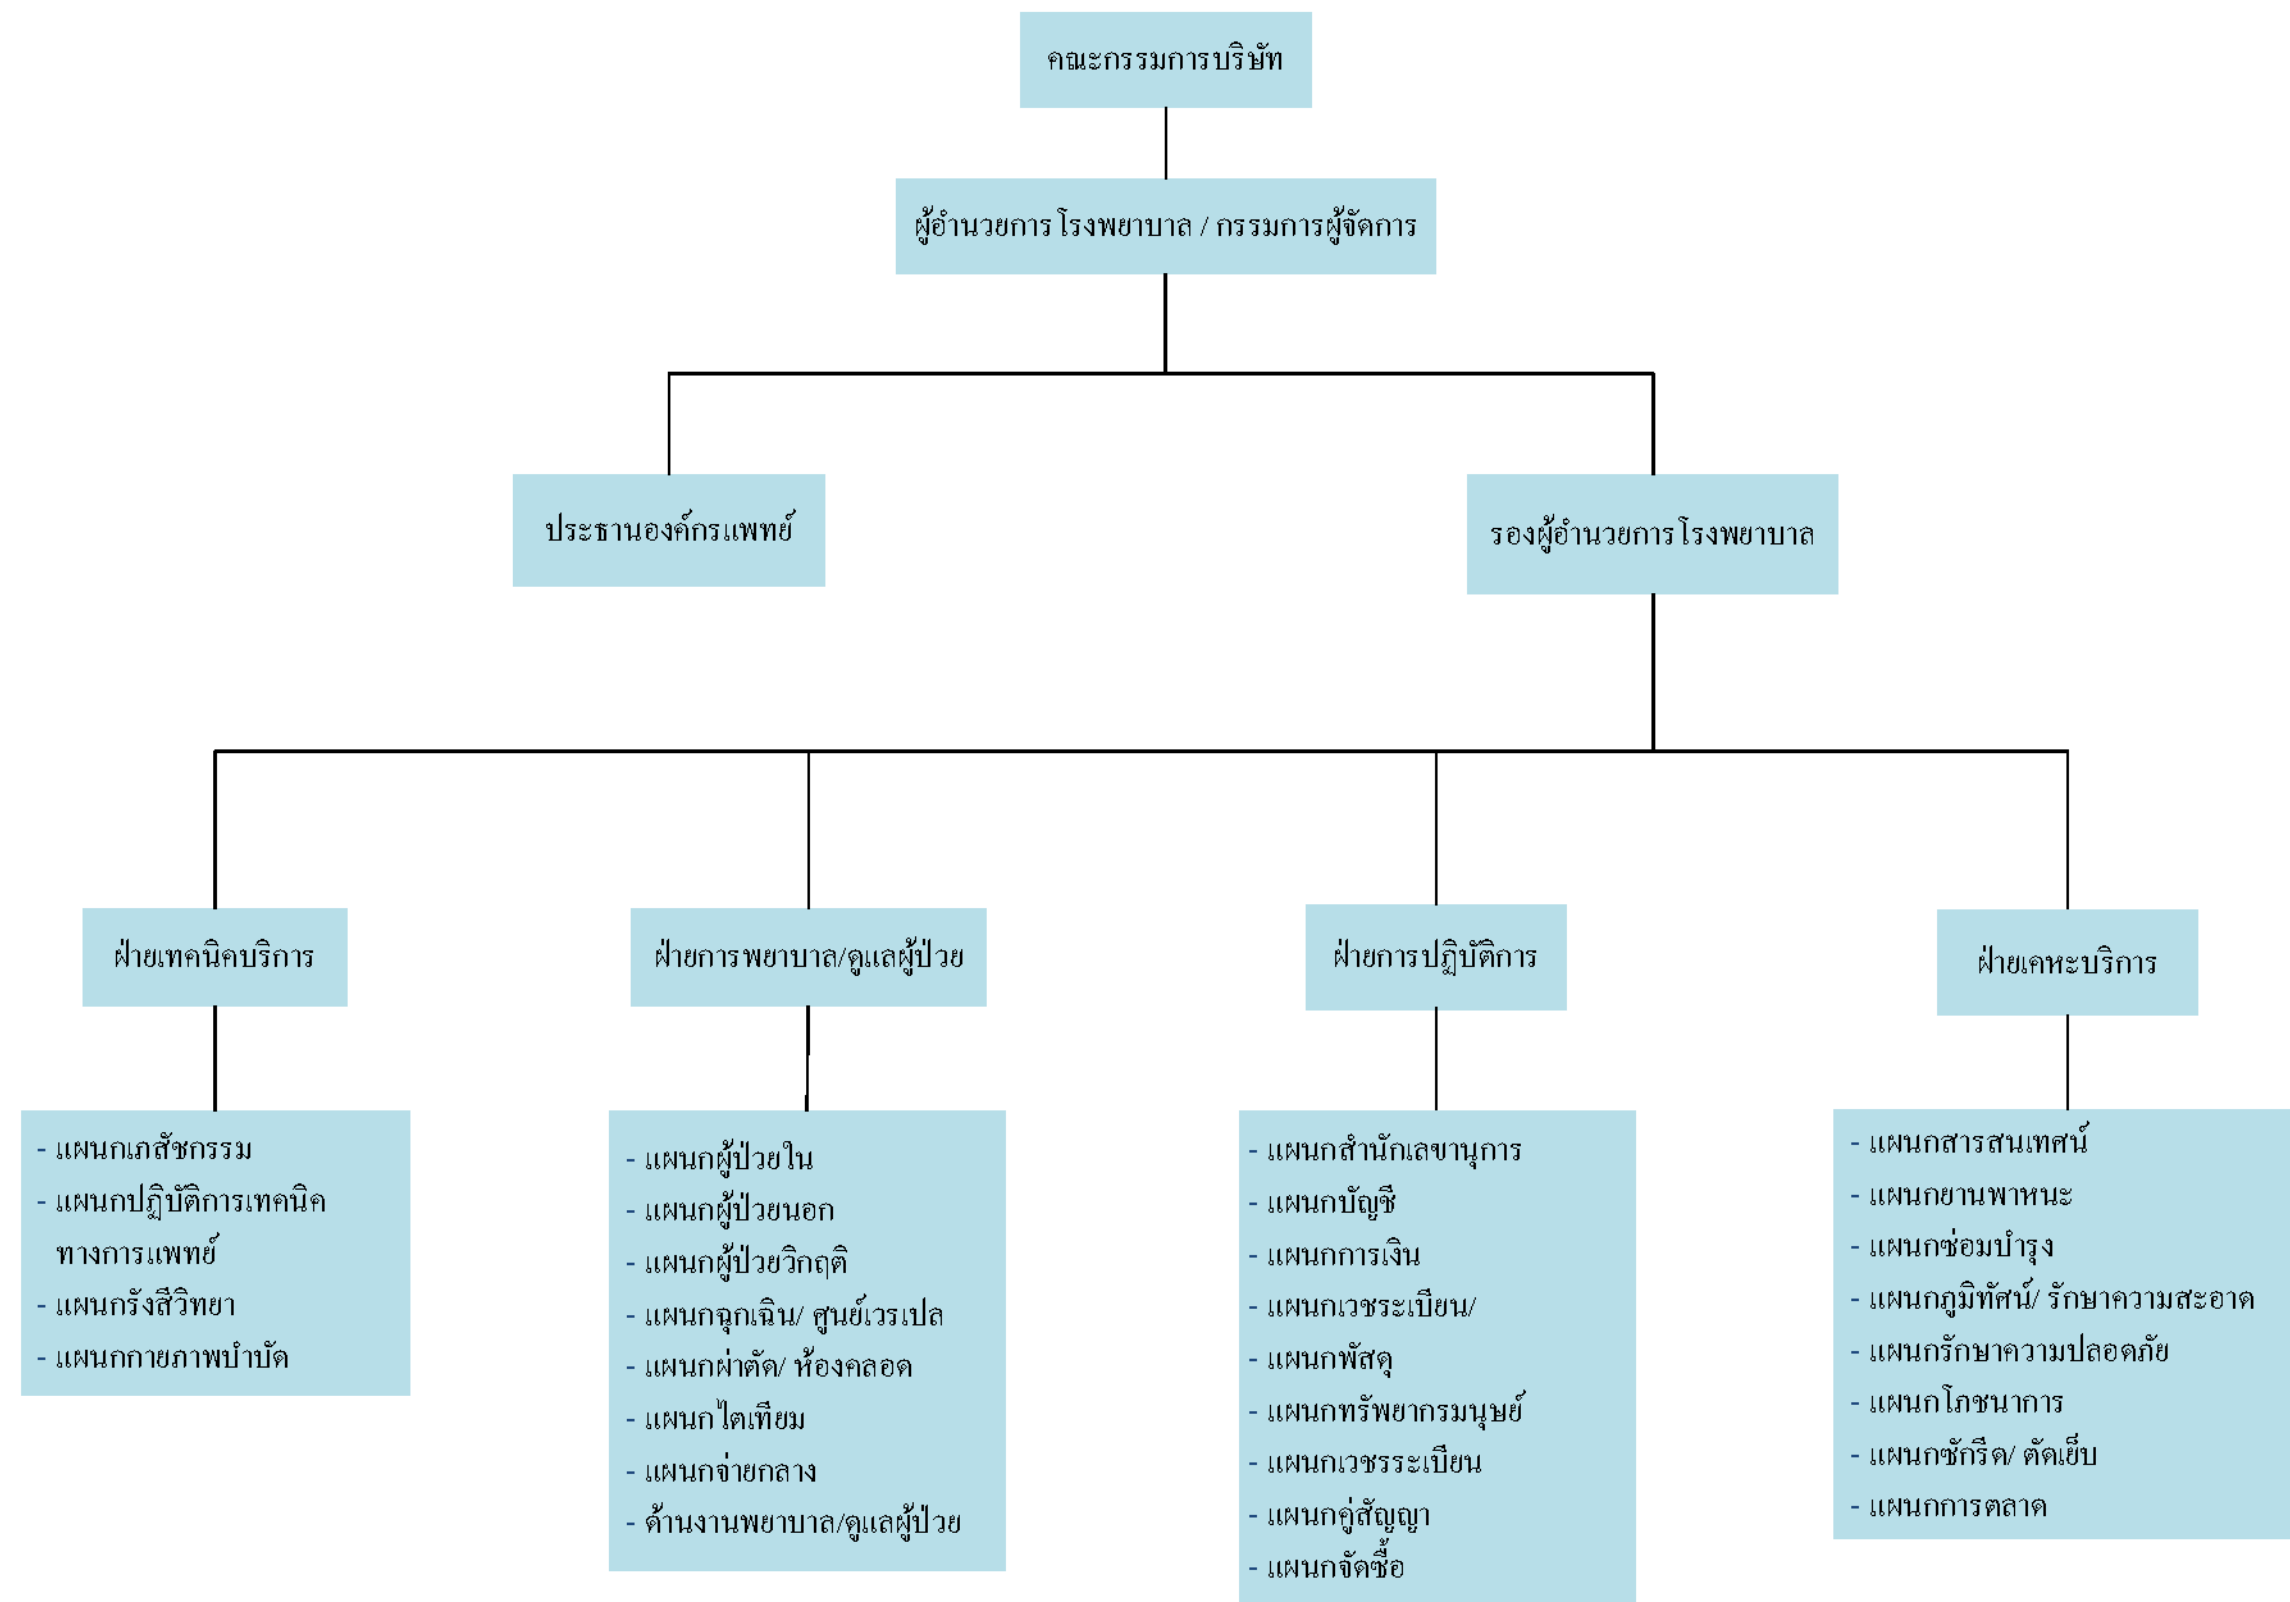 คณะกรรมการบริษัท
ผู้อำนวยการโรงพยาบาล / กรรมการผู้จัดการ
ประธานองค์กรแพทย์
รองผู้อำนวยการโรงพยาบาล
ฝ่ายเทคนิคบริการ
ฝ่ายการพยาบาล/ดูแลผู้ป่วย
ฝ่ายการปฏิบัติการ
ฝ่ายเคหะบริการ
- แผนกเภสัชกรรม
- แผนกปฏิบัติการเทคนิค
ทางการแพทย์
- แผนกรังสีวิทยา
- แผนกกายภาพบำบัด
- แผนกผู้ป่วยใน
- แผนกผู้ป่วยนอก
- แผนกผู้ป่วยวิกฤติ
- แผนกฉุกเฉิน/ ศูนย์เวรเปล
- แผนกผ่าตัด/ ห้องคลอด
- แผนกไตเทียม
- แผนกจ่ายกลาง
- ด้านงานพยาบาล/ดูแลผู้ป่วย
- แผนกสำนักเลขานุการ
- แผนกบัญชี
- แผนกการเงิน
- แผนกเวชระเบียน/
- แผนกพัสดุ
- แผนกทรัพยากรมนุษย์
- แผนกเวชรระเบียน
- แผนกคู่สัญญา
- แผนกจัดซื้อ
- แผนกสารสนเทศน์
- แผนกยานพาหนะ
- แผนกซ่อมบำรุง
- แผนกภูมิทัศน์/ รักษาความสะอาด
- แผนกรักษาความปลอดภัย
- แผนกโภชนาการ
- แผนกซักรีด/ ตัดเย็บ
- แผนกการตลาด